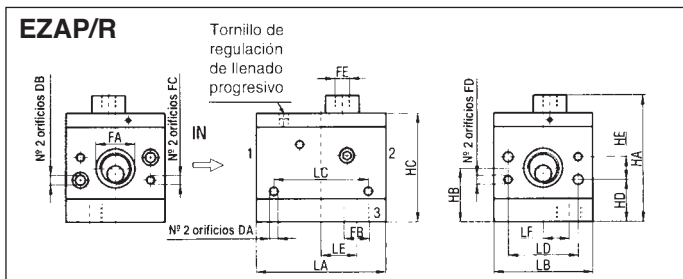 EZAP/R
Tornillo de
regulación
de llenado
progresivo
FE
Nº 2 orificios DB
FA
Nº 2 orificios FC
IN
1
2
LC
HC
3
Nº 2 orificios DA
FB
LE
LA
Nº 2 orificios FD
HB
HE
HA
HD
LF
LD
LB